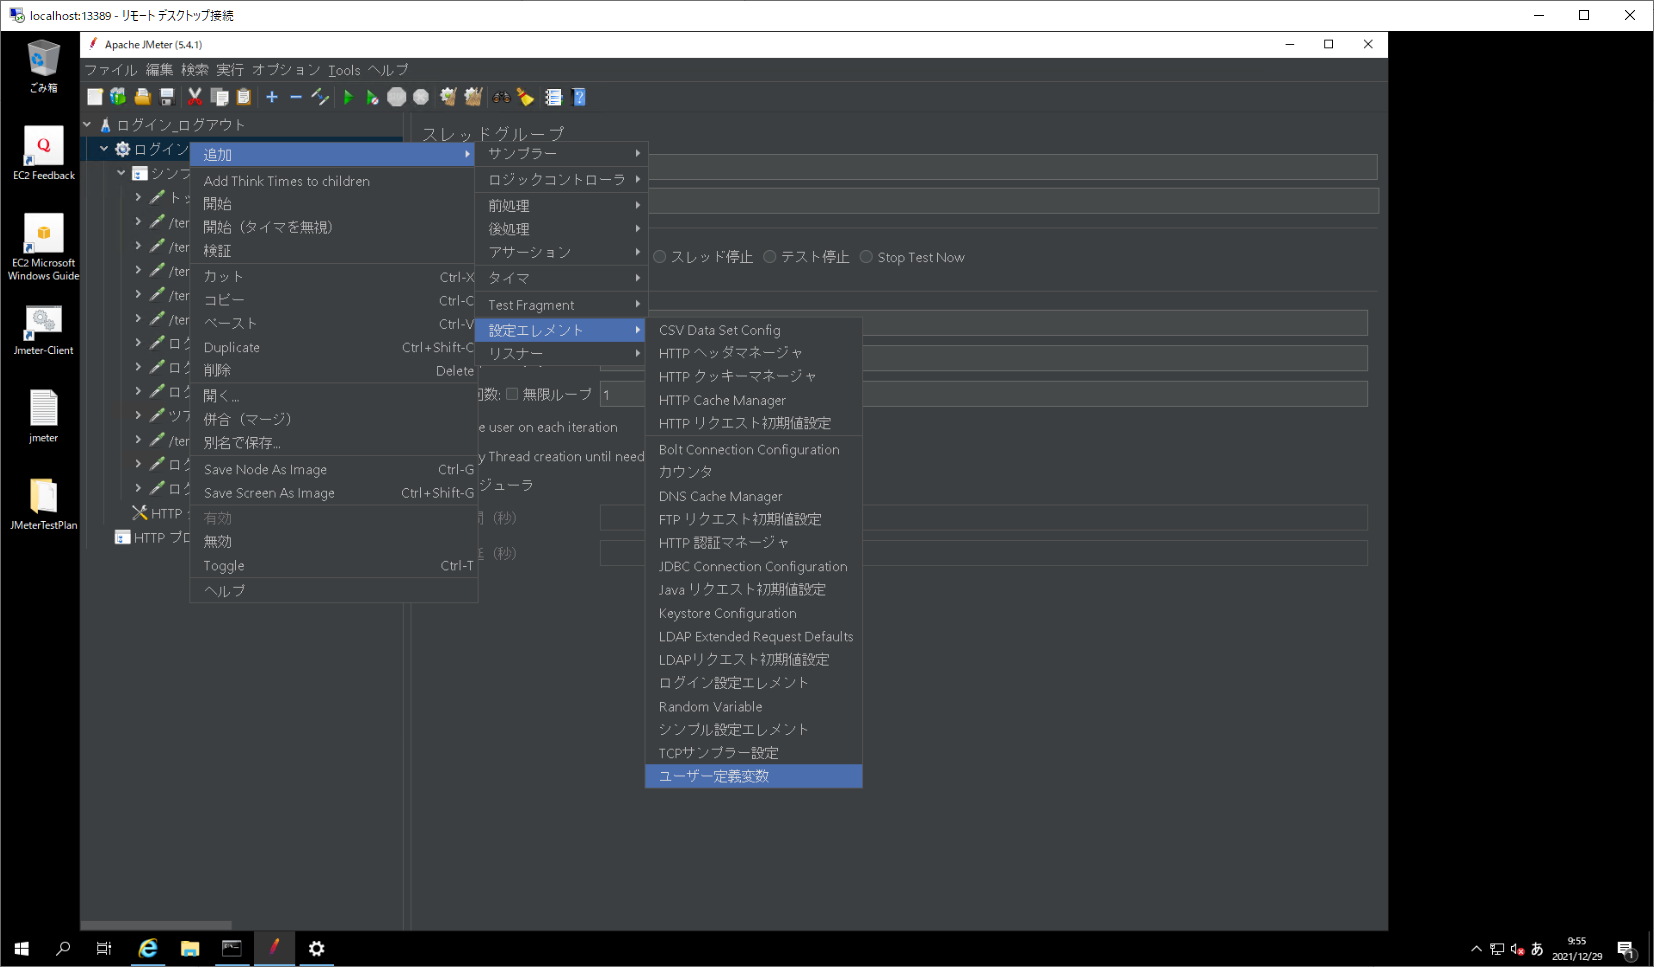 localhost:13389 - リモート デスクトップ接続
ごみ箱
EC2 Feedback
EC2 Microsoft
Windows Guide
Jmeter-Client
jmeter
JMeterTestPlan
Apache JMeter (5.4.1)
ファイル 編集 検索 実行 オプション Tools ヘルプ
ログイン_ログアウト
ログイン
シンプ
トッ
/ter
/ter
/ter
/ter
/ter
ログ
ログ
ログ
ツア
/ter
ログ
ログ
HTTP
HTTP プロ
追加
Add Think Times to children
開始
開始（タイマを無視）
検証
カット Ctrl-X
コピー Ctrl-C
ペースト Ctrl-V
Duplicate Ctrl+Shift-C
削除 Delete
開く...
併合（マージ）
別名で保存...
Save Node As Image Ctrl-G
Save Screen As Image Ctrl+Shift-G
有効
無効
Toggle Ctrl-T
ヘルプ
サンプラー
ロジックコントローラ
前処理
後処理
アサーション
タイマ
Test Fragment
設定エレメント
リスナー
CSV Data Set Config
HTTP ヘッダマネージャ
HTTP クッキーマネージャ
HTTP Cache Manager
HTTP リクエスト初期値設定
Bolt Connection Configuration
カウンタ
DNS Cache Manager
FTP リクエスト初期値設定
HTTP 認証マネージャ
JDBC Connection Configuration
Java リクエスト初期値設定
Keystore Configuration
LDAP Extended Request Defaults
LDAPリクエスト初期値設定
ログイン設定エレメント
Random Variable
シンプル設定エレメント
TCPサンプラー設定
ユーザー定義変数
スレッドグループ
スレッド停止 テスト停止 Stop Test Now
回数: 無限ループ 1
e user on each iteration
y Thread creation until need
ジューラ
（秒）
（秒）
あ
9:55
2021/12/29
1